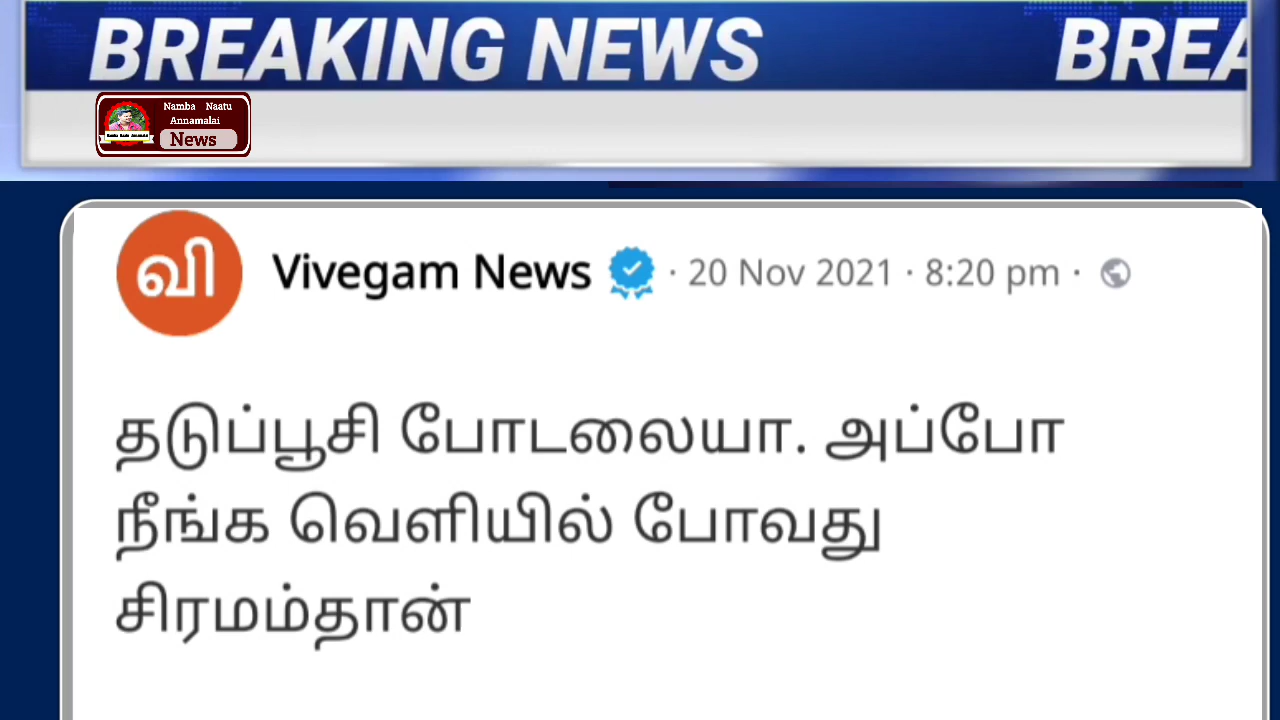 BREAKING NEWS BREA
Namba Naatu
Annamalai
News
வி
Vivegam News · 20 Nov 2021 · 8:20 pm ·
தடுப்பூசி போடலையா. அப்போ
நீங்க வெளியில் போவது
சிரமம்தான்